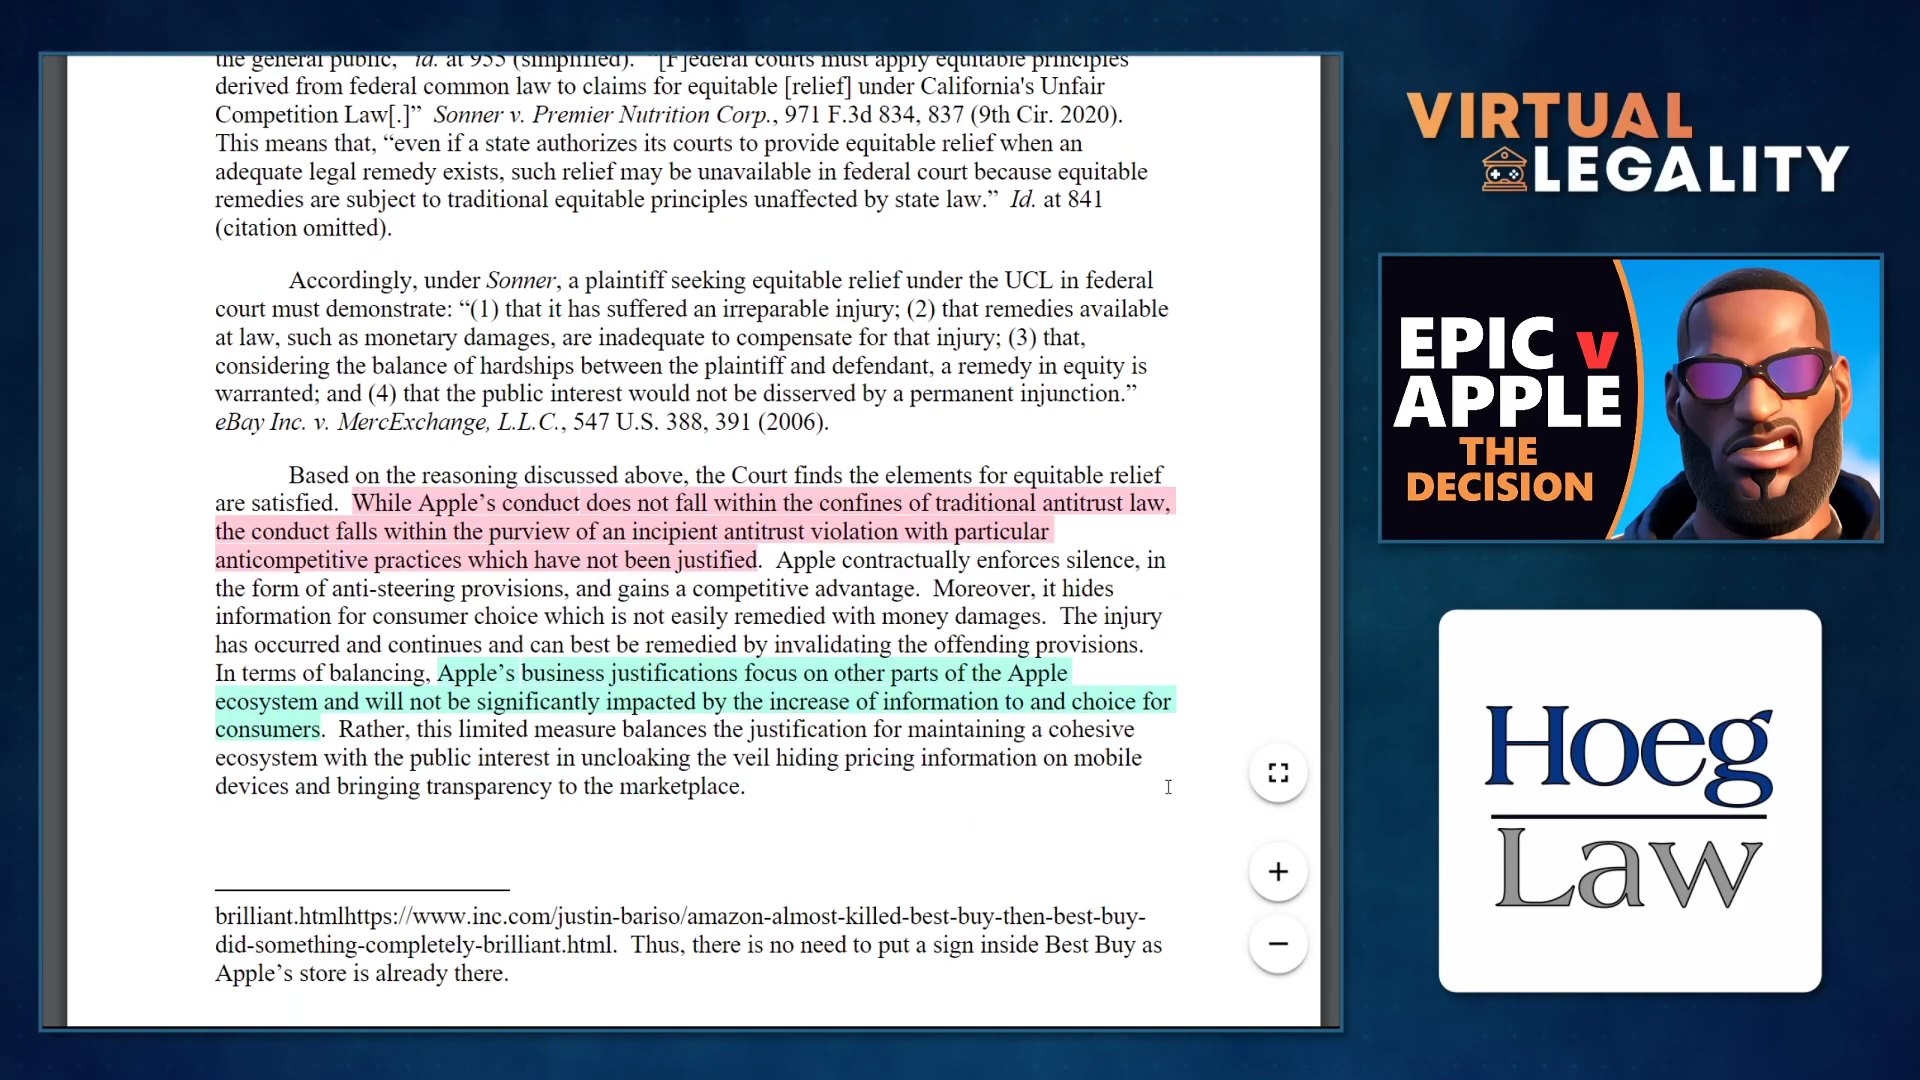 the general public,” Id. at 955 (simplified).  “[F]ederal courts must apply equitable principles
derived from federal common law to claims for equitable [relief] under California's Unfair
Competition Law[.]”  Sonner v. Premier Nutrition Corp., 971 F.3d 834, 837 (9th Cir. 2020).
This means that, “even if a state authorizes its courts to provide equitable relief when an
adequate legal remedy exists, such relief may be unavailable in federal court because equitable
remedies are subject to traditional equitable principles unaffected by state law.”  Id. at 841
(citation omitted).
Accordingly, under Sonner, a plaintiff seeking equitable relief under the UCL in federal
court must demonstrate: “(1) that it has suffered an irreparable injury; (2) that remedies available
at law, such as monetary damages, are inadequate to compensate for that injury; (3) that,
considering the balance of hardships between the plaintiff and defendant, a remedy in equity is
warranted; and (4) that the public interest would not be disserved by a permanent injunction.”
eBay Inc. v. MercExchange, L.L.C., 547 U.S. 388, 391 (2006).
Based on the reasoning discussed above, the Court finds the elements for equitable relief
are satisfied.  While Apple’s conduct does not fall within the confines of traditional antitrust law,
the conduct falls within the purview of an incipient antitrust violation with particular
anticompetitive practices which have not been justified.  Apple contractually enforces silence, in
the form of anti-steering provisions, and gains a competitive advantage.  Moreover, it hides
information for consumer choice which is not easily remedied with money damages.  The injury
has occurred and continues and can best be remedied by invalidating the offending provisions.
In terms of balancing, Apple’s business justifications focus on other parts of the Apple
ecosystem and will not be significantly impacted by the increase of information to and choice for
consumers.  Rather, this limited measure balances the justification for maintaining a cohesive
ecosystem with the public interest in uncloaking the veil hiding pricing information on mobile
devices and bringing transparency to the marketplace.
brilliant.htmlhttps://www.inc.com/justin-bariso/amazon-almost-killed-best-buy-then-best-buy-
did-something-completely-brilliant.html.  Thus, there is no need to put a sign inside Best Buy as
Apple’s store is already there.
VIRTUAL
LEGALITY
EPIC v
APPLE
THE
DECISION
Hoeg
Law